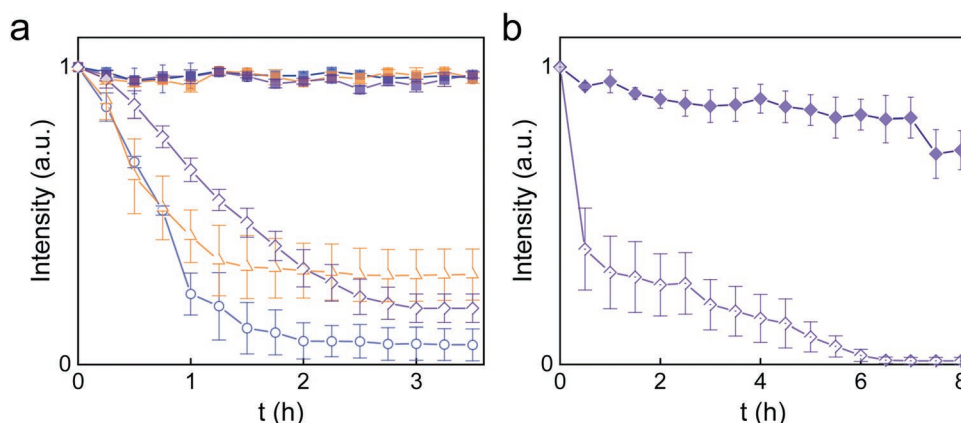 a
b
1
Intensity (a.u.)
0
0 1 2 3
t (h)
1
Intensity (a.u.)
0
0 2 4 6 8
t (h)